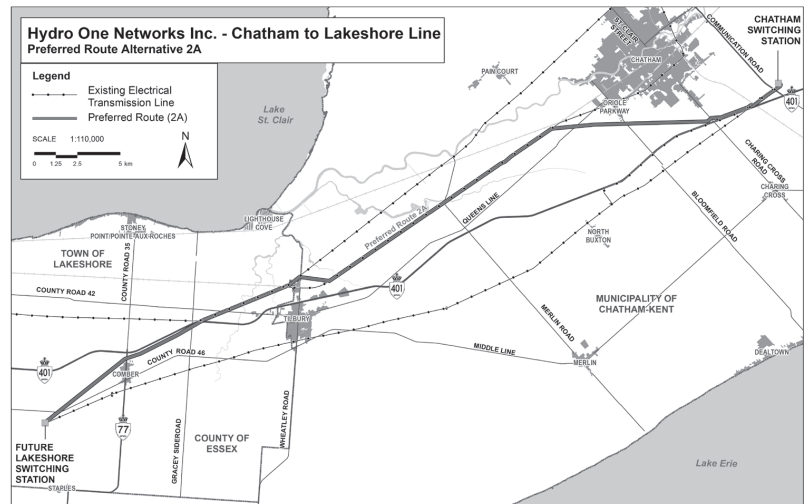 Hydro One Networks Inc. - Chatham to Lakeshore Line
Preferred Route Alternative 2A
Legend
Existing Electrical
Transmission Line
Preferred Route (2A)
SCALE 1:110,000
0 1.25 2.5 5 km
N
Lake
St. Clair
PAIN COURT
ST. CLAIR
STREET
CHATHAM
COMMUNICATION ROAD
CHATHAM
SWITCHING
STATION
401
ORIOLE
PARKWAY
CHARING CROSS
ROAD
CHARING
CROSS
BLOOMFIELD ROAD
QUEENS LINE
Preferred Route 2A
LIGHTHOUSE
COVE
STONEY
POINT/POINTE-AUX-ROCHES
TOWN OF
LAKESHORE
COUNTY ROAD 35
COUNTY ROAD 42
NORTH
BUXTON
401
MUNICIPALITY OF
CHATHAM-KENT
TILBURY
MERLIN ROAD
MIDDLE LINE
MERLIN
DEALTOWN
COUNTY ROAD 46
401
COMBER
77
GRACEY SIDEROAD
COUNTY OF
ESSEX
WHEATLEY ROAD
FUTURE
LAKESHORE
SWITCHING
STATION
STAPLES
Lake Erie